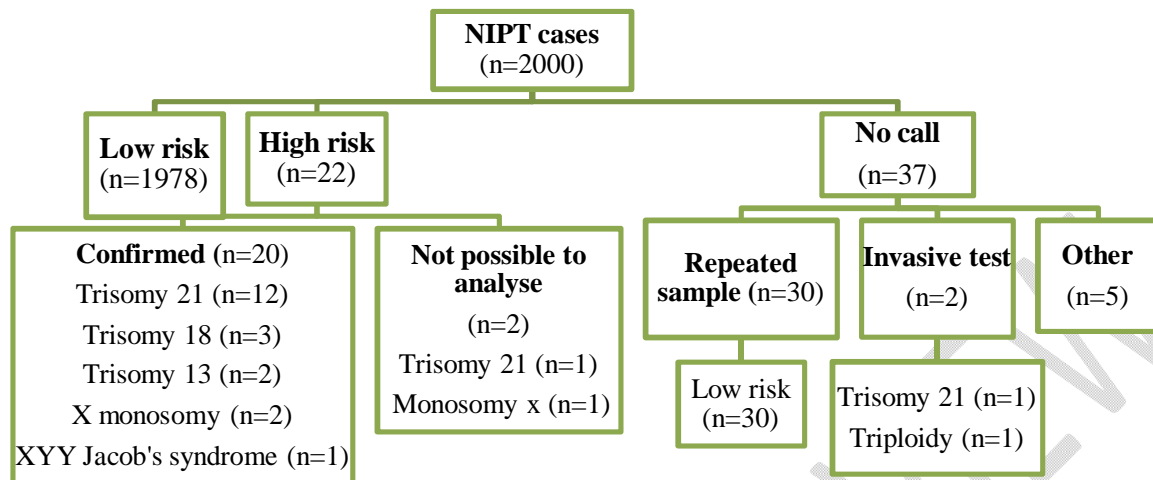 NIPT cases
(n=2000)
Low risk
(n=1978)
High risk
(n=22)
No call
(n=37)
Confirmed (n=20)
Trisomy 21 (n=12)
Trisomy 18 (n=3)
Trisomy 13 (n=2)
X monosomy (n=2)
XYY Jacob's syndrome (n=1)
Not possible to
analyse
(n=2)
Trisomy 21 (n=1)
Monosomy x (n=1)
Repeated
sample (n=30)
Low risk
(n=30)
Invasive test
(n=2)
Trisomy 21 (n=1)
Triploidy (n=1)
Other
(n=5)